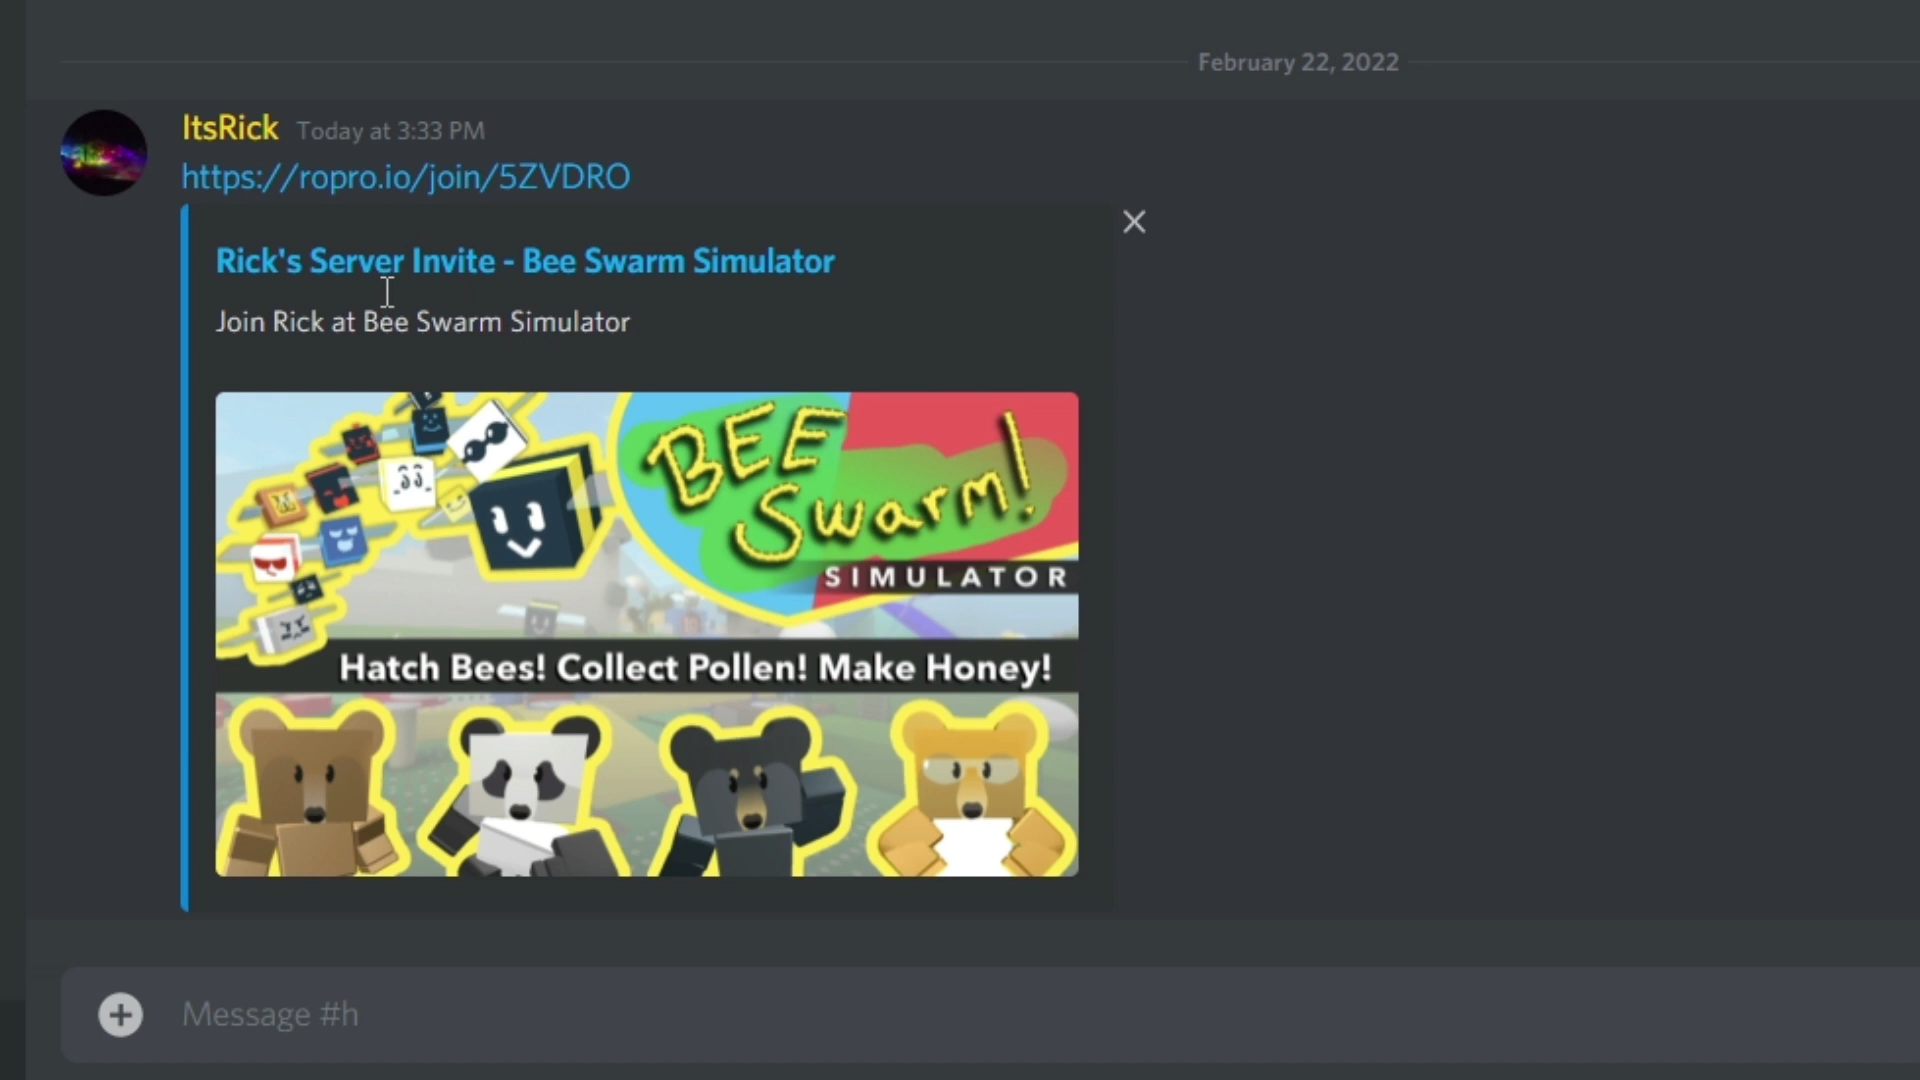 February 22, 2022
ItsRick Today at 3:33 PM
https://ropro.io/join/5ZVDRO
Rick's Server Invite - Bee Swarm Simulator
Join Rick at Bee Swarm Simulator
BEE
Swarm!
SIMULATOR
Hatch Bees! Collect Pollen! Make Honey!
Message #h